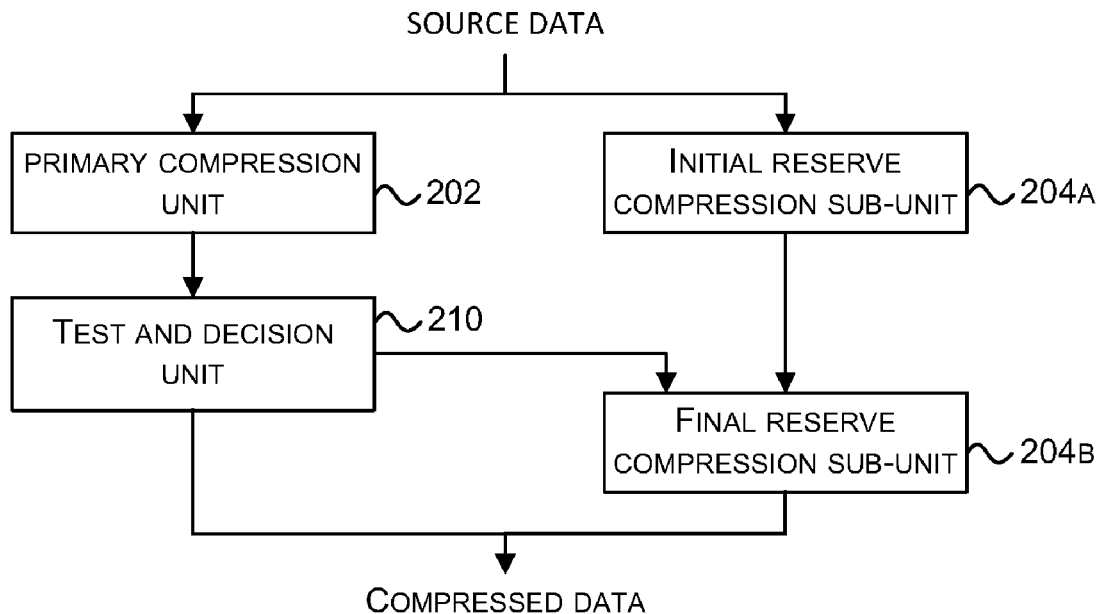 SOURCE DATA
PRIMARY COMPRESSION
UNIT
202
INITIAL RESERVE
COMPRESSION SUB-UNIT
204A
TEST AND DECISION
UNIT
210
FINAL RESERVE
COMPRESSION SUB-UNIT
204B
COMPRESSED DATA